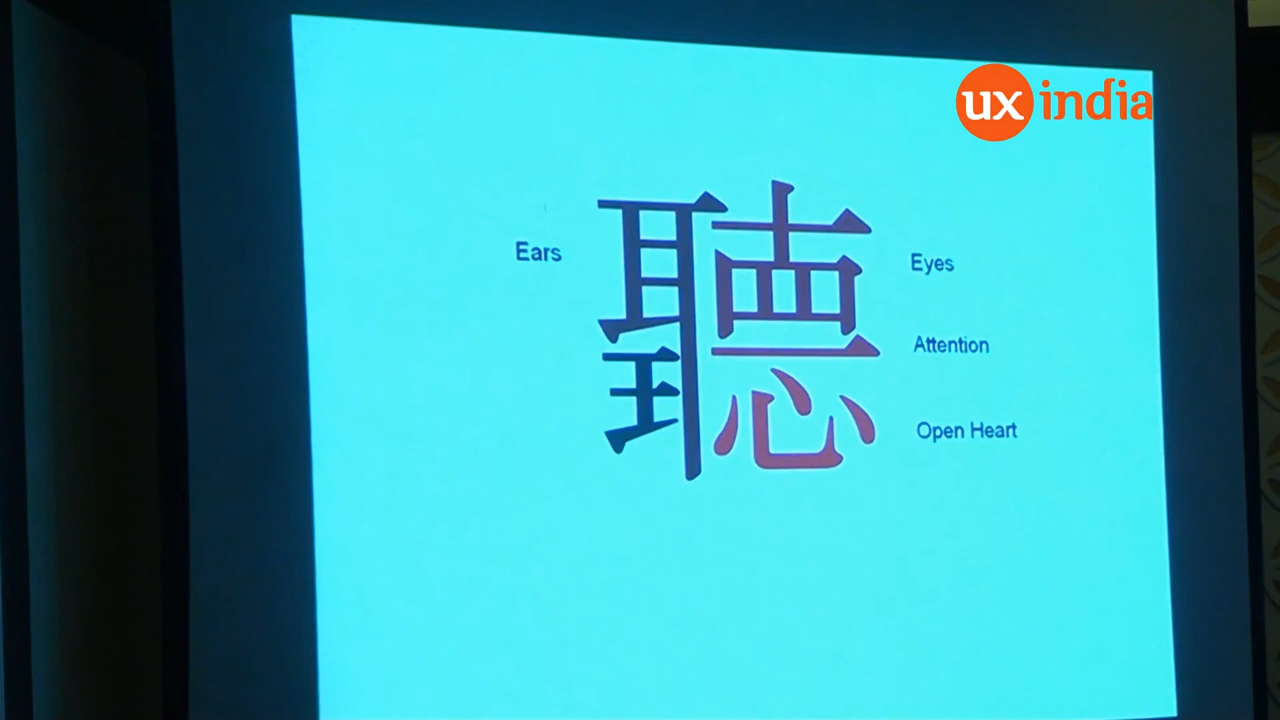 ux india
聽
Ears
Eyes
Attention
Open Heart